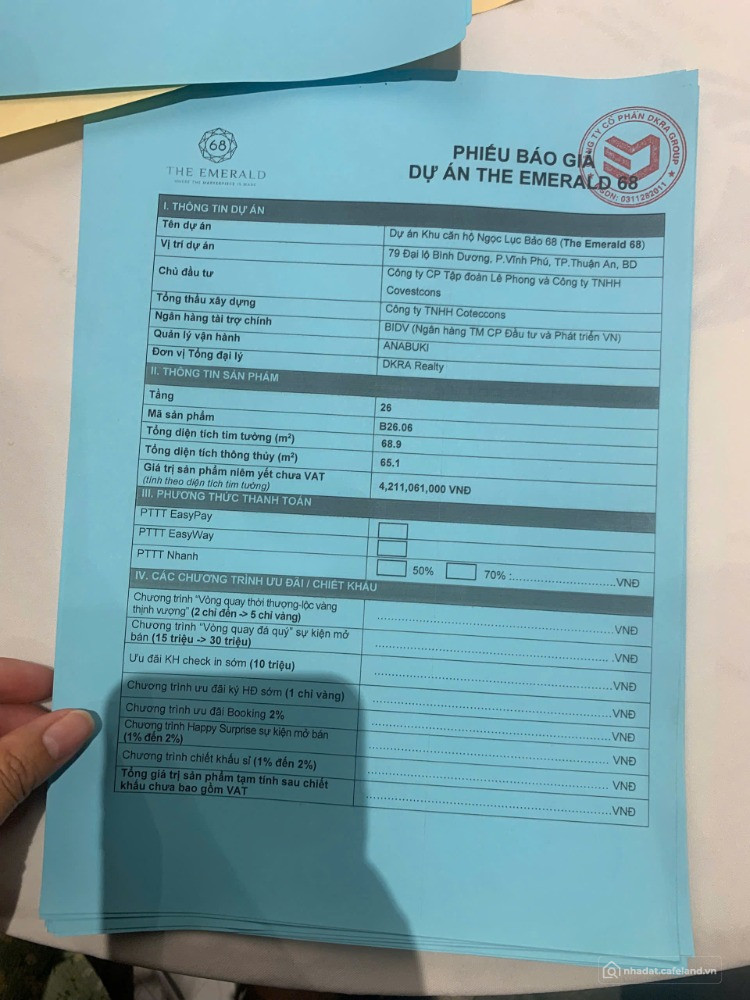 68
THE EMERALD
PHIẾU BÁO GIÁ
DỰ ÁN THE EMERALD 68
CÔNG TY CỔ PHẦN DKRA GROUP
MSDN: 0311282011
I. THÔNG TIN DỰ ÁN
Tên dự án
Dự án Khu căn hộ Ngọc Lục Bảo 68 (The Emerald 68)
Vị trí dự án
79 Đại lộ Bình Dương, P.Vĩnh Phú, TP.Thuận An, BD
Chủ đầu tư
Công ty CP Tập đoàn Lê Phong và Công ty TNHH
Covestcons
Tổng thầu xây dựng
Công ty TNHH Coteccons
Ngân hàng tài trợ chính
BIDV (Ngân hàng TM CP Đầu tư và Phát triển VN)
Quản lý vận hành
ANABUKI
Đơn vị Tổng đại lý
DKRA Realty
II. THÔNG TIN SẢN PHẨM
Tầng
26
Mã sản phẩm
B26.06
Tổng diện tích tim tường (m²)
68.9
Tổng diện tích thông thủy (m²)
65.1
Giá trị sản phẩm niêm yết chưa VAT
(tính theo diện tích tim tường)
4,211,061,000 VNĐ
III. PHƯƠNG THỨC THANH TOÁN
PTTT EasyPay
PTTT EasyWay
PTTT Nhanh
50% 70% :........................VNĐ
IV. CÁC CHƯƠNG TRÌNH ƯU ĐÃI / CHIẾT KHẤU
Chương trình “Vòng quay thời thượng-lộc vàng
thịnh vượng” (2 chỉ đến -> 5 chỉ vàng)
........................VNĐ
Chương trình “Vòng quay đá quý” sự kiện mở
bán (15 triệu -> 30 triệu)
........................VNĐ
Ưu đãi KH check in sớm (10 triệu)
........................VNĐ
Chương trình ưu đãi ký HĐ sớm (1 chỉ vàng)
........................VNĐ
Chương trình ưu đãi Booking 2%
........................VNĐ
Chương trình Happy Surprise sự kiện mở bán
(1% đến 2%)
........................VNĐ
Chương trình chiết khấu sỉ (1% đến 2%)
........................VNĐ
Tổng giá trị sản phẩm tạm tính sau chiết
khấu chưa bao gồm VAT
........................VNĐ
nhadat.cafeland.vn